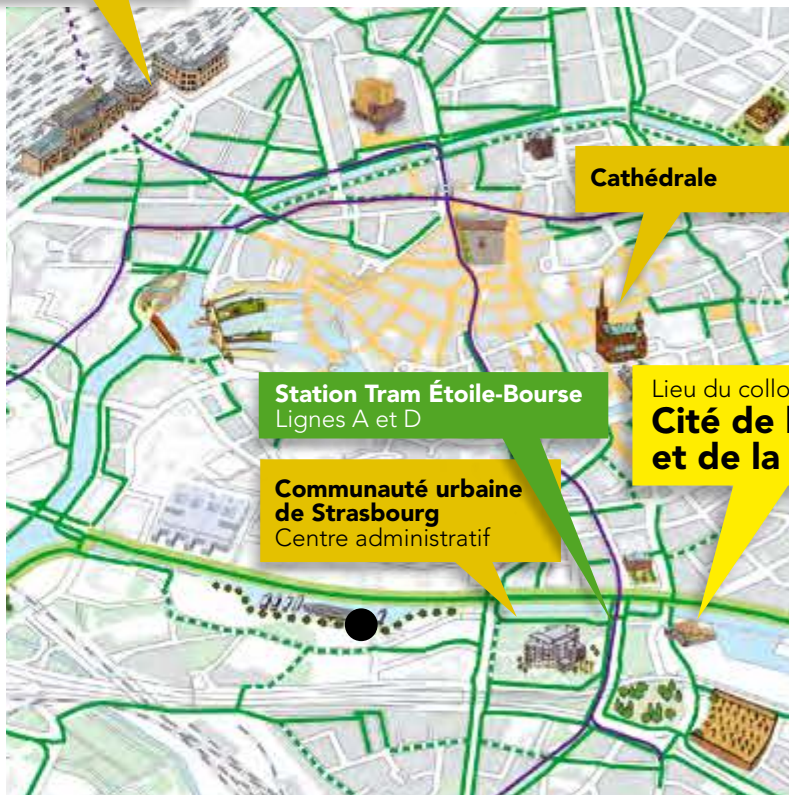 Cathédrale
Station Tram Étoile-Bourse
Lignes A et D
Lieu du collo
Cité de l
et de la
Communauté urbaine
de Strasbourg
Centre administratif